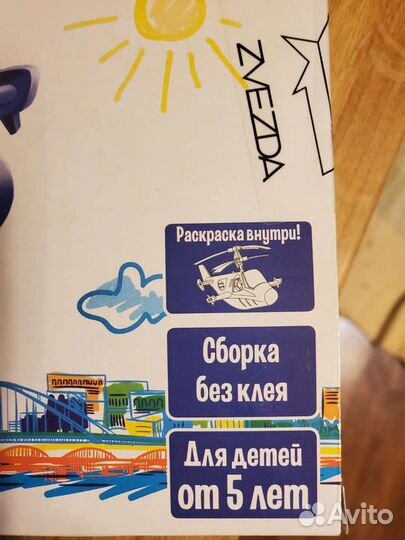 ZVEZDA
Раскраска внутри!
Сборка
без клея
Для детей
от 5 лет
Avito